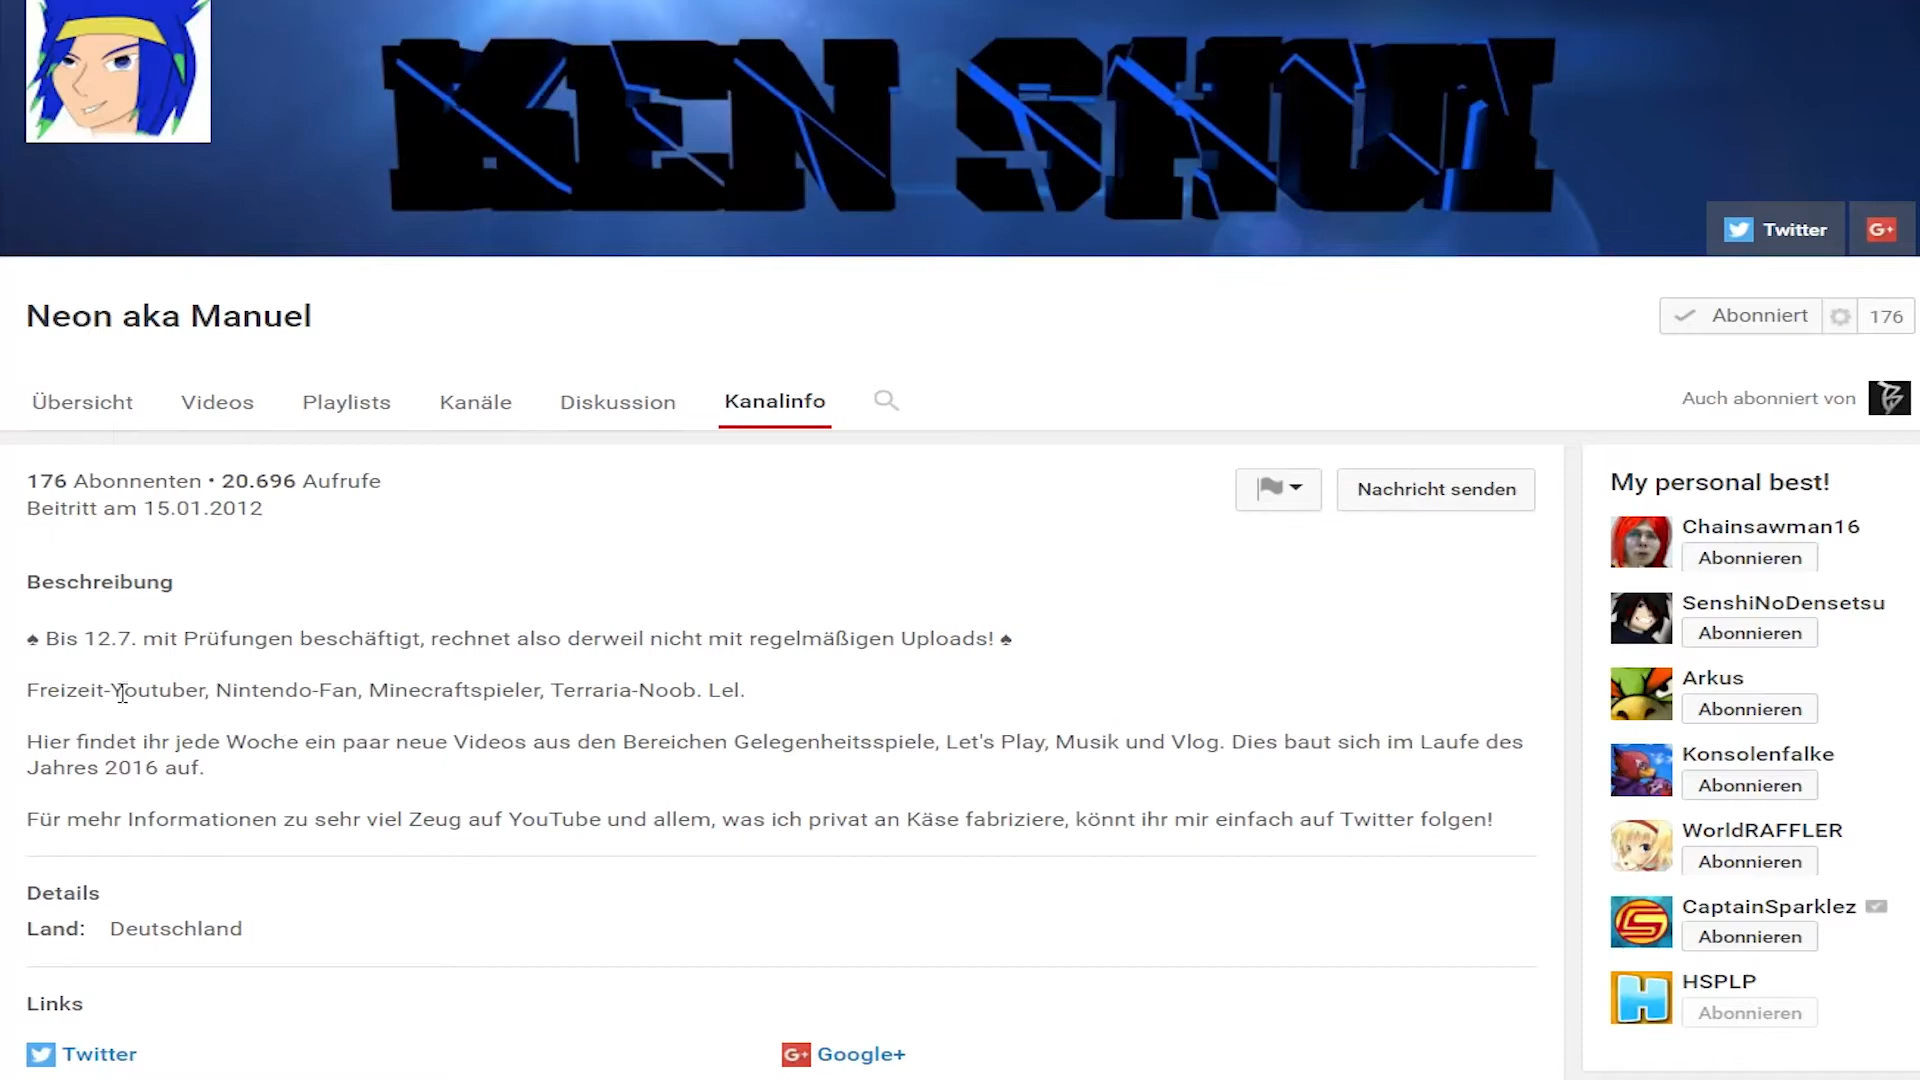 KEN SHUI
Twitter
G+
Neon aka Manuel
Abonniert 176
Übersicht Videos Playlists Kanäle Diskussion Kanalinfo
Auch abonniert von
176 Abonnenten • 20.696 Aufrufe
Beitritt am 15.01.2012
Nachricht senden
Beschreibung
♠ Bis 12.7. mit Prüfungen beschäftigt, rechnet also derweil nicht mit regelmäßigen Uploads! ♠
Freizeit-Youtuber, Nintendo-Fan, Minecraftspieler, Terraria-Noob. Lel.
Hier findet ihr jede Woche ein paar neue Videos aus den Bereichen Gelegenheitsspiele, Let's Play, Musik und Vlog. Dies baut sich im Laufe des
Jahres 2016 auf.
Für mehr Informationen zu sehr viel Zeug auf YouTube und allem, was ich privat an Käse fabriziere, könnt ihr mir einfach auf Twitter folgen!
Details
Land: Deutschland
Links
Twitter
G+ Google+
My personal best!
Chainsawman16
Abonnieren
SenshiNoDensetsu
Abonnieren
Arkus
Abonnieren
Konsolenfalke
Abonnieren
WorldRAFFLER
Abonnieren
CaptainSparklez
Abonnieren
H
HSPLP
Abonnieren